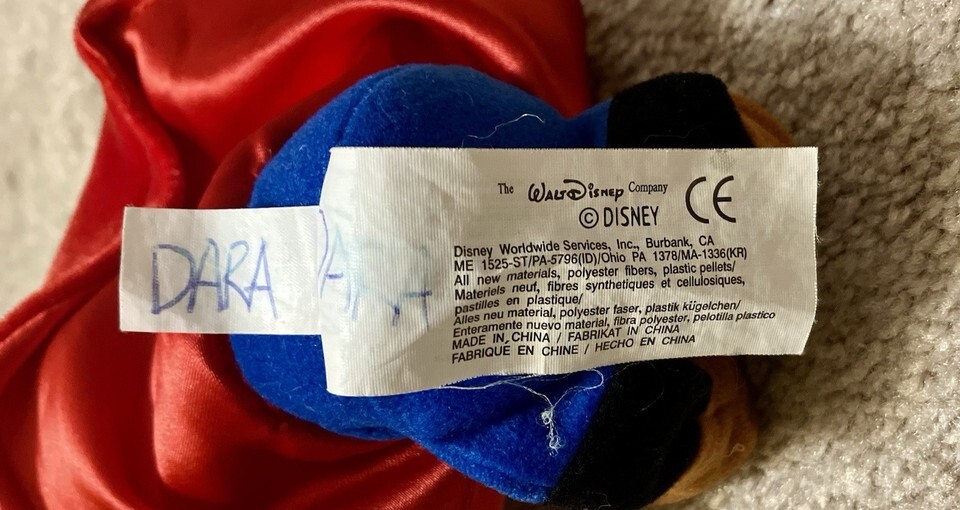 DARA
The WALT DISNEY Company CE
© DISNEY
Disney Worldwide Services, Inc., Burbank, CA
ME 1525-ST/PA-5796(ID)/Ohio PA 1378/MA-1336(KR)
All new materials, polyester fibers, plastic pellets/
Materiels neuf, fibres synthetiques et cellulosiques,
pastilles en plastique/
Alles neu material, polyester faser, plastik kügelchen/
Enteramente nuevo material, fibra polyester, pelotilla plastico
MADE IN CHINA / FABRIKAT IN CHINA
FABRIQUE EN CHINE / HECHO EN CHINA